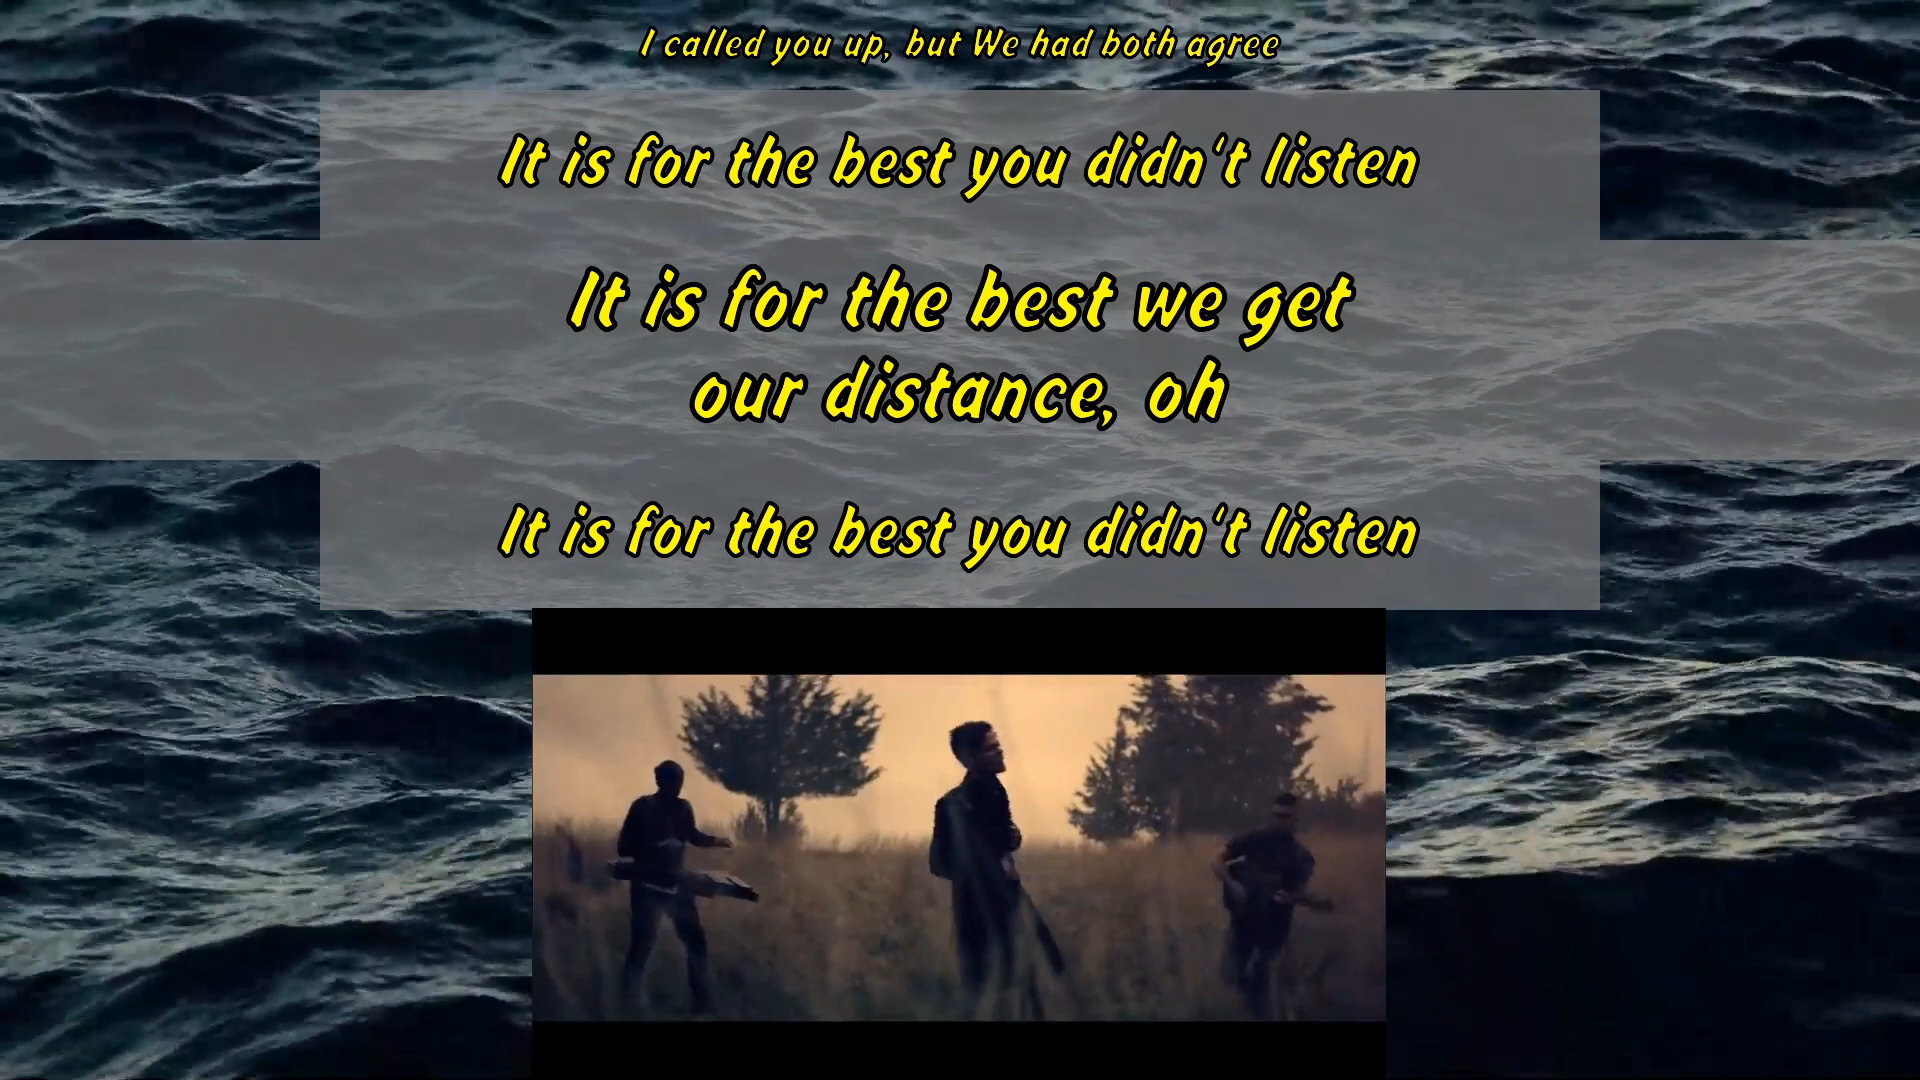 I called you up, but We had both agree
It is for the best you didn't listen
It is for the best we get
our distance, oh
It is for the best you didn't listen